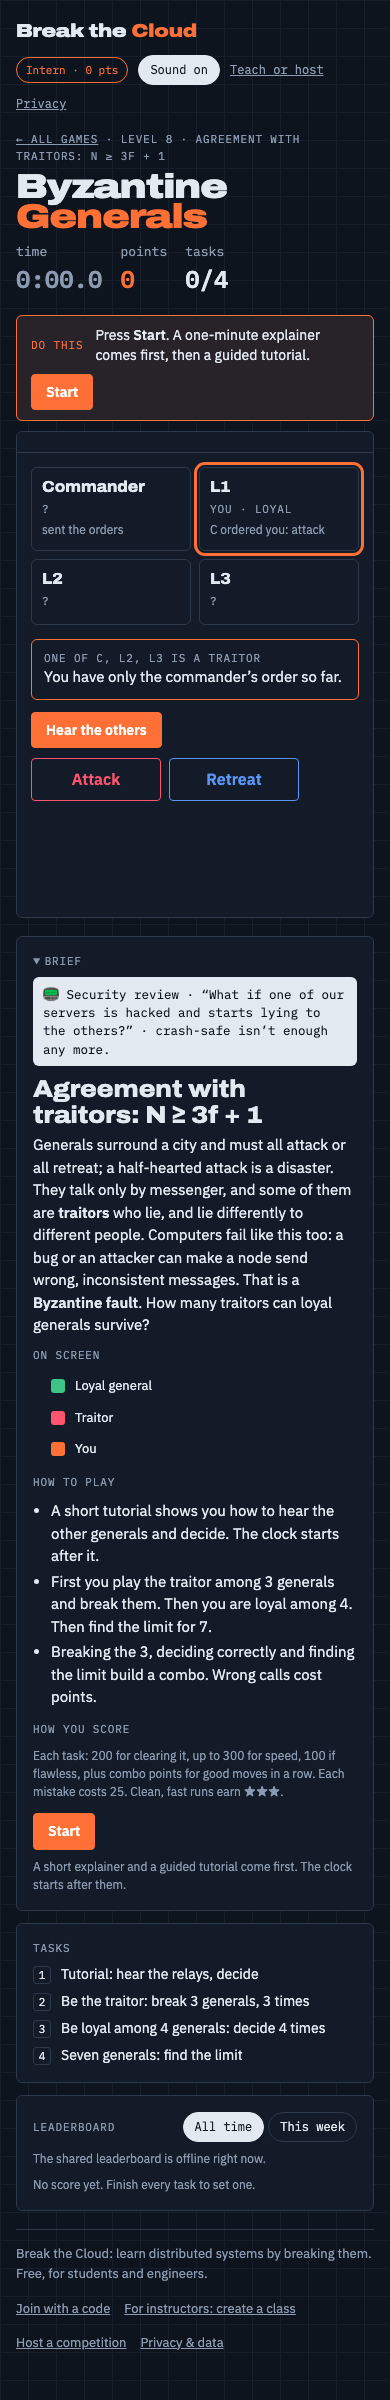 Break the Cloud
Intern · 0 pts
Sound on
Teach or host
Privacy
← ALL GAMES · LEVEL 8 · AGREEMENT WITH
TRAITORS: N ≥ 3F + 1
Byzantine
Generals
time points tasks
0:00.0 0 0/4
DO THIS
Press Start. A one-minute explainer
comes first, then a guided tutorial.
Start
Commander
?
sent the orders
L1
YOU · LOYAL
C ordered you: attack
L2
?
L3
?
ONE OF C, L2, L3 IS A TRAITOR
You have only the commander’s order so far.
Hear the others
Attack
Retreat
▼ BRIEF
Security review · “What if one of our
servers is hacked and starts lying to
the others?” · crash-safe isn’t enough
any more.
Agreement with
traitors: N ≥ 3f + 1
Generals surround a city and must all attack or
all retreat; a half-hearted attack is a disaster.
They talk only by messenger, and some of them
are traitors who lie, and lie differently to
different people. Computers fail like this too: a
bug or an attacker can make a node send
wrong, inconsistent messages. That is a
Byzantine fault. How many traitors can loyal
generals survive?
ON SCREEN
Loyal general
Traitor
You
HOW TO PLAY
• A short tutorial shows you how to hear the
other generals and decide. The clock starts
after it.
• First you play the traitor among 3 generals
and break them. Then you are loyal among 4.
Then find the limit for 7.
• Breaking the 3, deciding correctly and finding
the limit build a combo. Wrong calls cost
points.
HOW YOU SCORE
Each task: 200 for clearing it, up to 300 for speed, 100 if
flawless, plus combo points for good moves in a row. Each
mistake costs 25. Clean, fast runs earn ★★★.
Start
A short explainer and a guided tutorial come first. The clock
starts after them.
TASKS
1 Tutorial: hear the relays, decide
2 Be the traitor: break 3 generals, 3 times
3 Be loyal among 4 generals: decide 4 times
4 Seven generals: find the limit
LEADERBOARD
All time
This week
The shared leaderboard is offline right now.
No score yet. Finish every task to set one.
Break the Cloud: learn distributed systems by breaking them.
Free, for students and engineers.
Join with a code For instructors: create a class
Host a competition Privacy & data